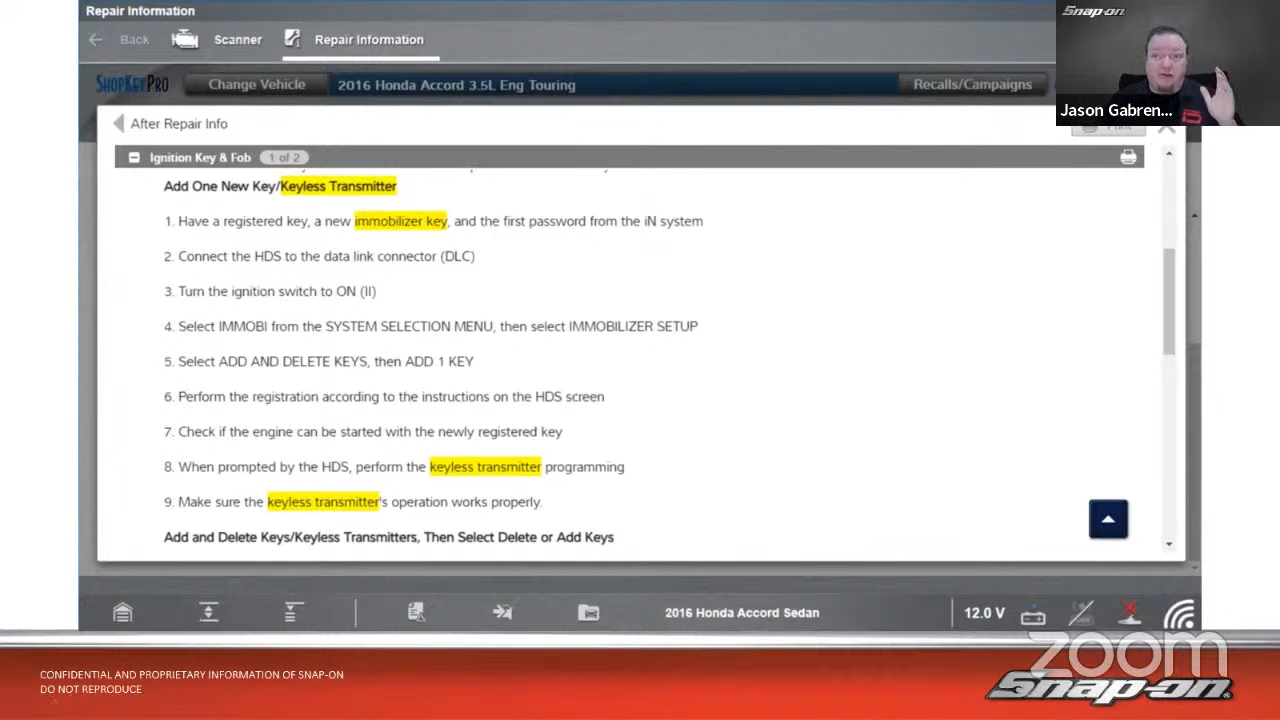 Repair Information
Snap-on
Back
Scanner
Repair Information
SHOPKEYPRO
Change Vehicle
2016 Honda Accord 3.5L Eng Touring
Recalls/Campaigns
Jason Gabren...
After Repair Info
Print
Ignition Key & Fob
1 of 2
Add One New Key/Keyless Transmitter
1. Have a registered key, a new immobilizer key, and the first password from the iN system
2. Connect the HDS to the data link connector (DLC)
3. Turn the ignition switch to ON (II)
4. Select IMMOBI from the SYSTEM SELECTION MENU, then select IMMOBILIZER SETUP
5. Select ADD AND DELETE KEYS, then ADD 1 KEY
6. Perform the registration according to the instructions on the HDS screen
7. Check if the engine can be started with the newly registered key
8. When prompted by the HDS, perform the keyless transmitter programming
9. Make sure the keyless transmitter's operation works properly.
Add and Delete Keys/Keyless Transmitters, Then Select Delete or Add Keys
2016 Honda Accord Sedan
12.0 V
zoom
CONFIDENTIAL AND PROPRIETARY INFORMATION OF SNAP-ON
DO NOT REPRODUCE
Snap-on